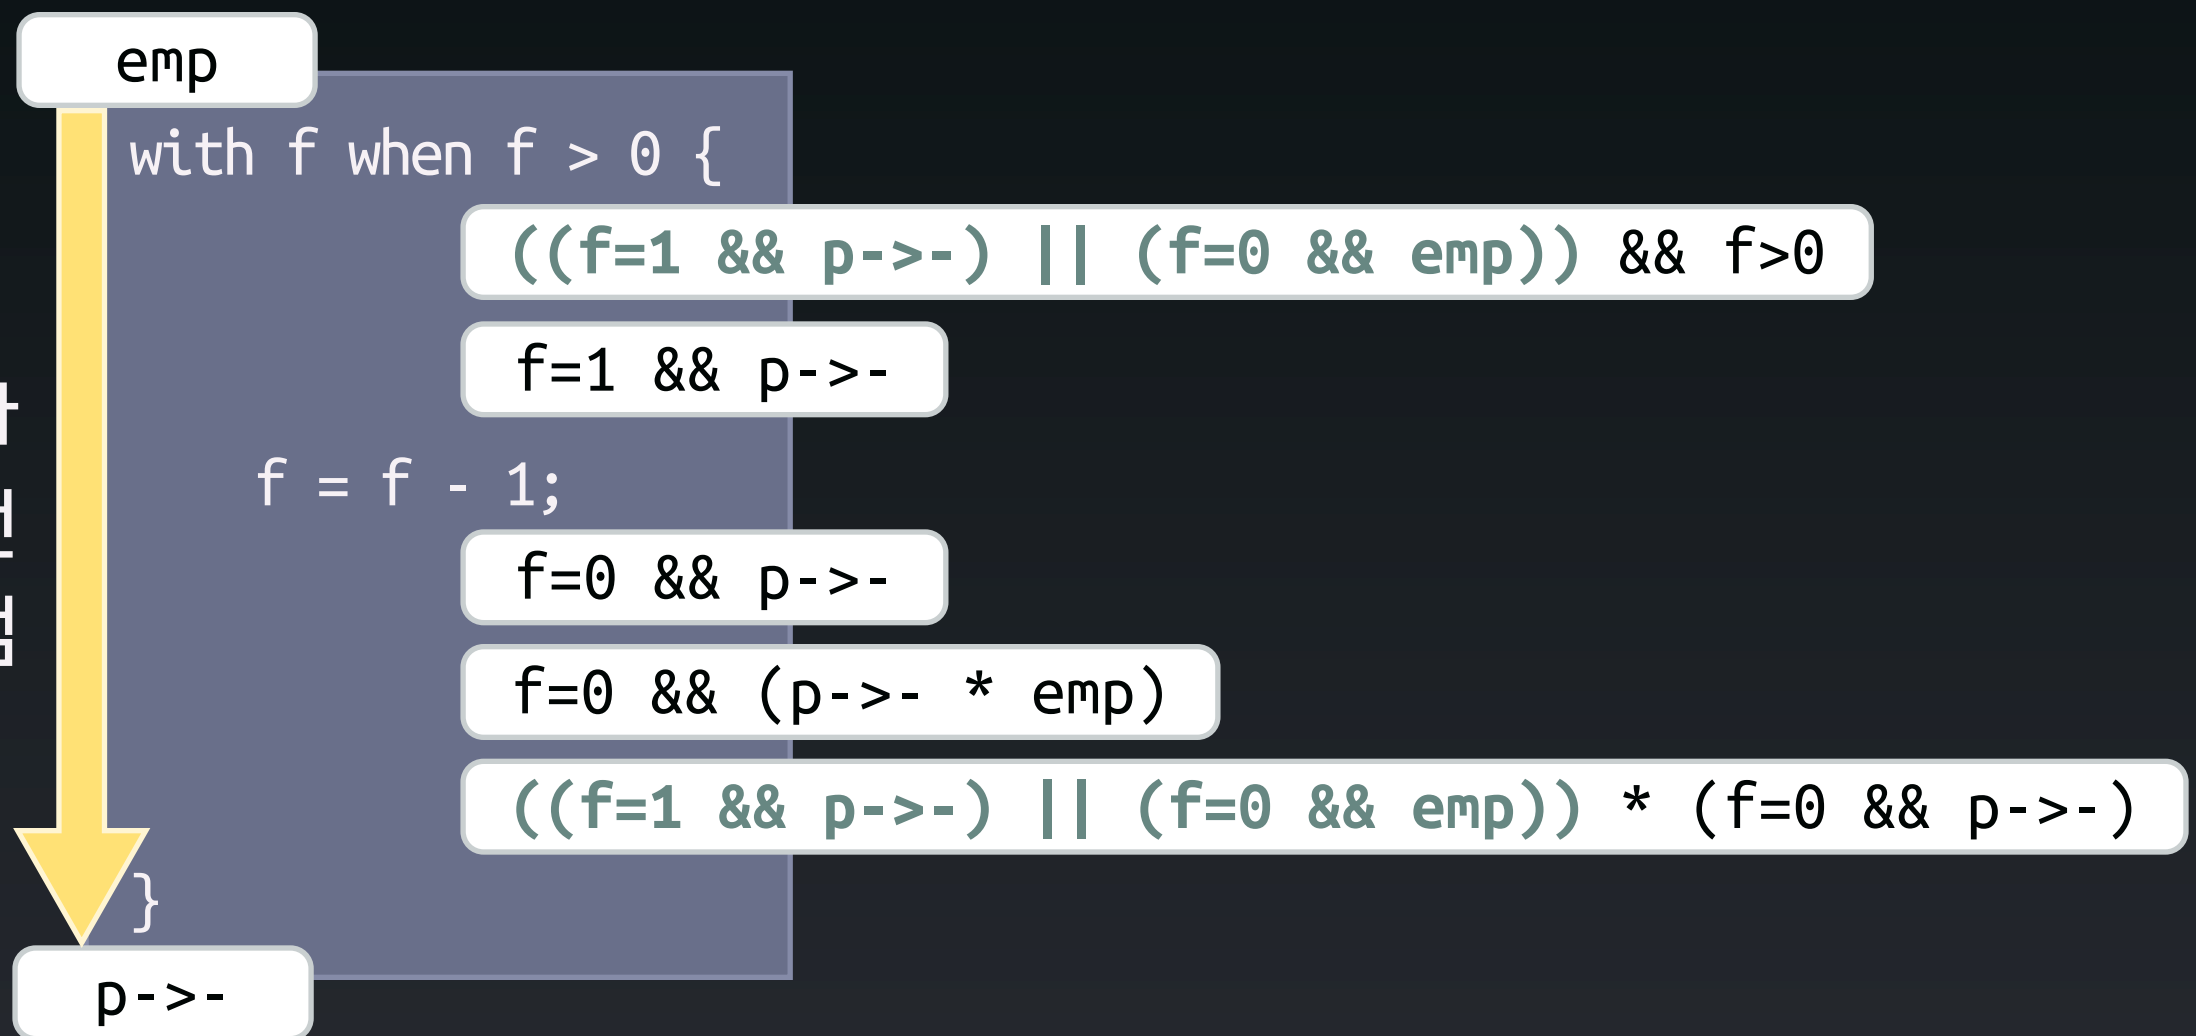 emp
with f when f > 0 {
((f=1 && p->-) || (f=0 && emp)) && f>0
f=1 && p->-
f = f - 1;
f=0 && p->-
f=0 && (p->- * emp)
((f=1 && p->-) || (f=0 && emp)) * (f=0 && p->-)
}
p->-